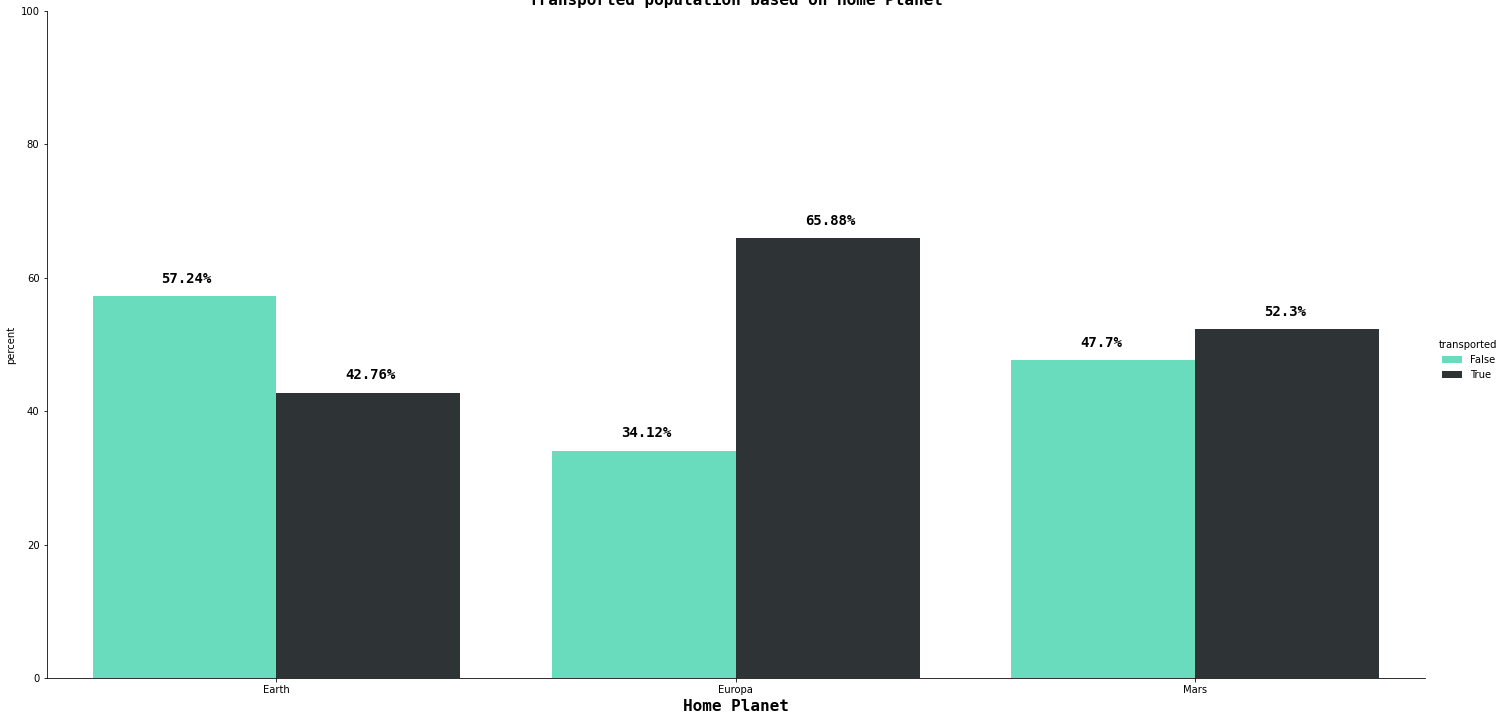 Transported population based on Home Planet
100
80
60
40
20
0
percent
57.24%
42.76%
34.12%
65.88%
47.7%
52.3%
Earth
Europa
Mars
Home Planet
transported
False
True